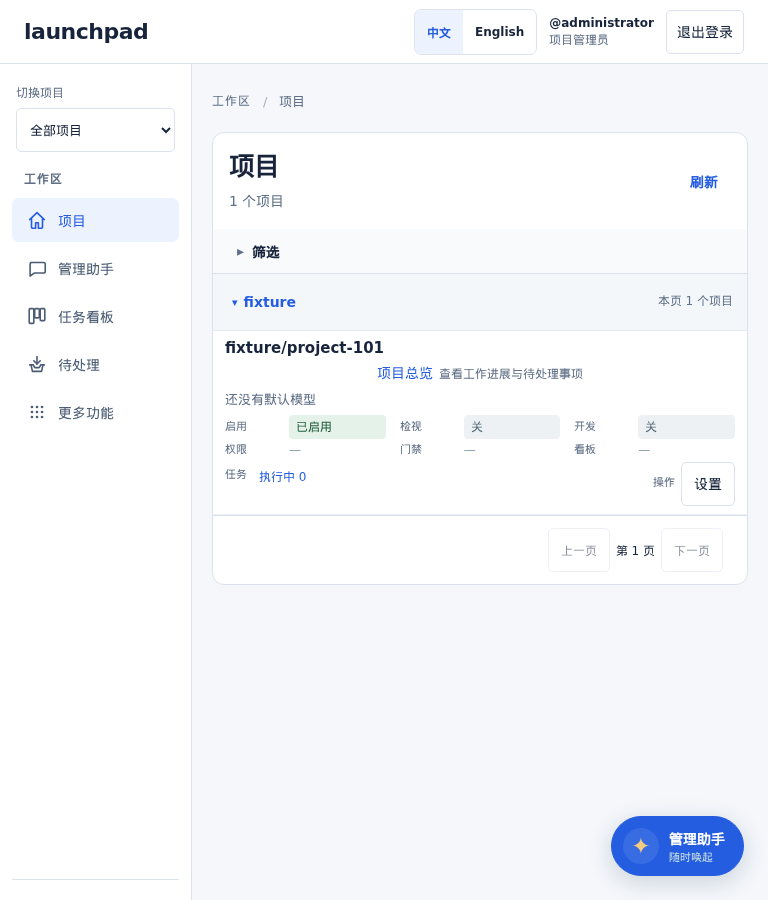 launchpad
中文 English
@administrator
项目管理员
退出登录
切换项目
全部项目
工作区
项目
管理助手
任务看板
待处理
更多功能
工作区 / 项目
项目
1 个项目
刷新
▸ 筛选
▾ fixture 本页 1 个项目
fixture/project-101
项目总览 查看工作进展与待处理事项
还没有默认模型
启用 已启用 检视 关 开发 关
权限 — 门禁 — 看板 —
任务 执行中 0 操作 设置
上一页 第 1 页 下一页
管理助手
随时唤起